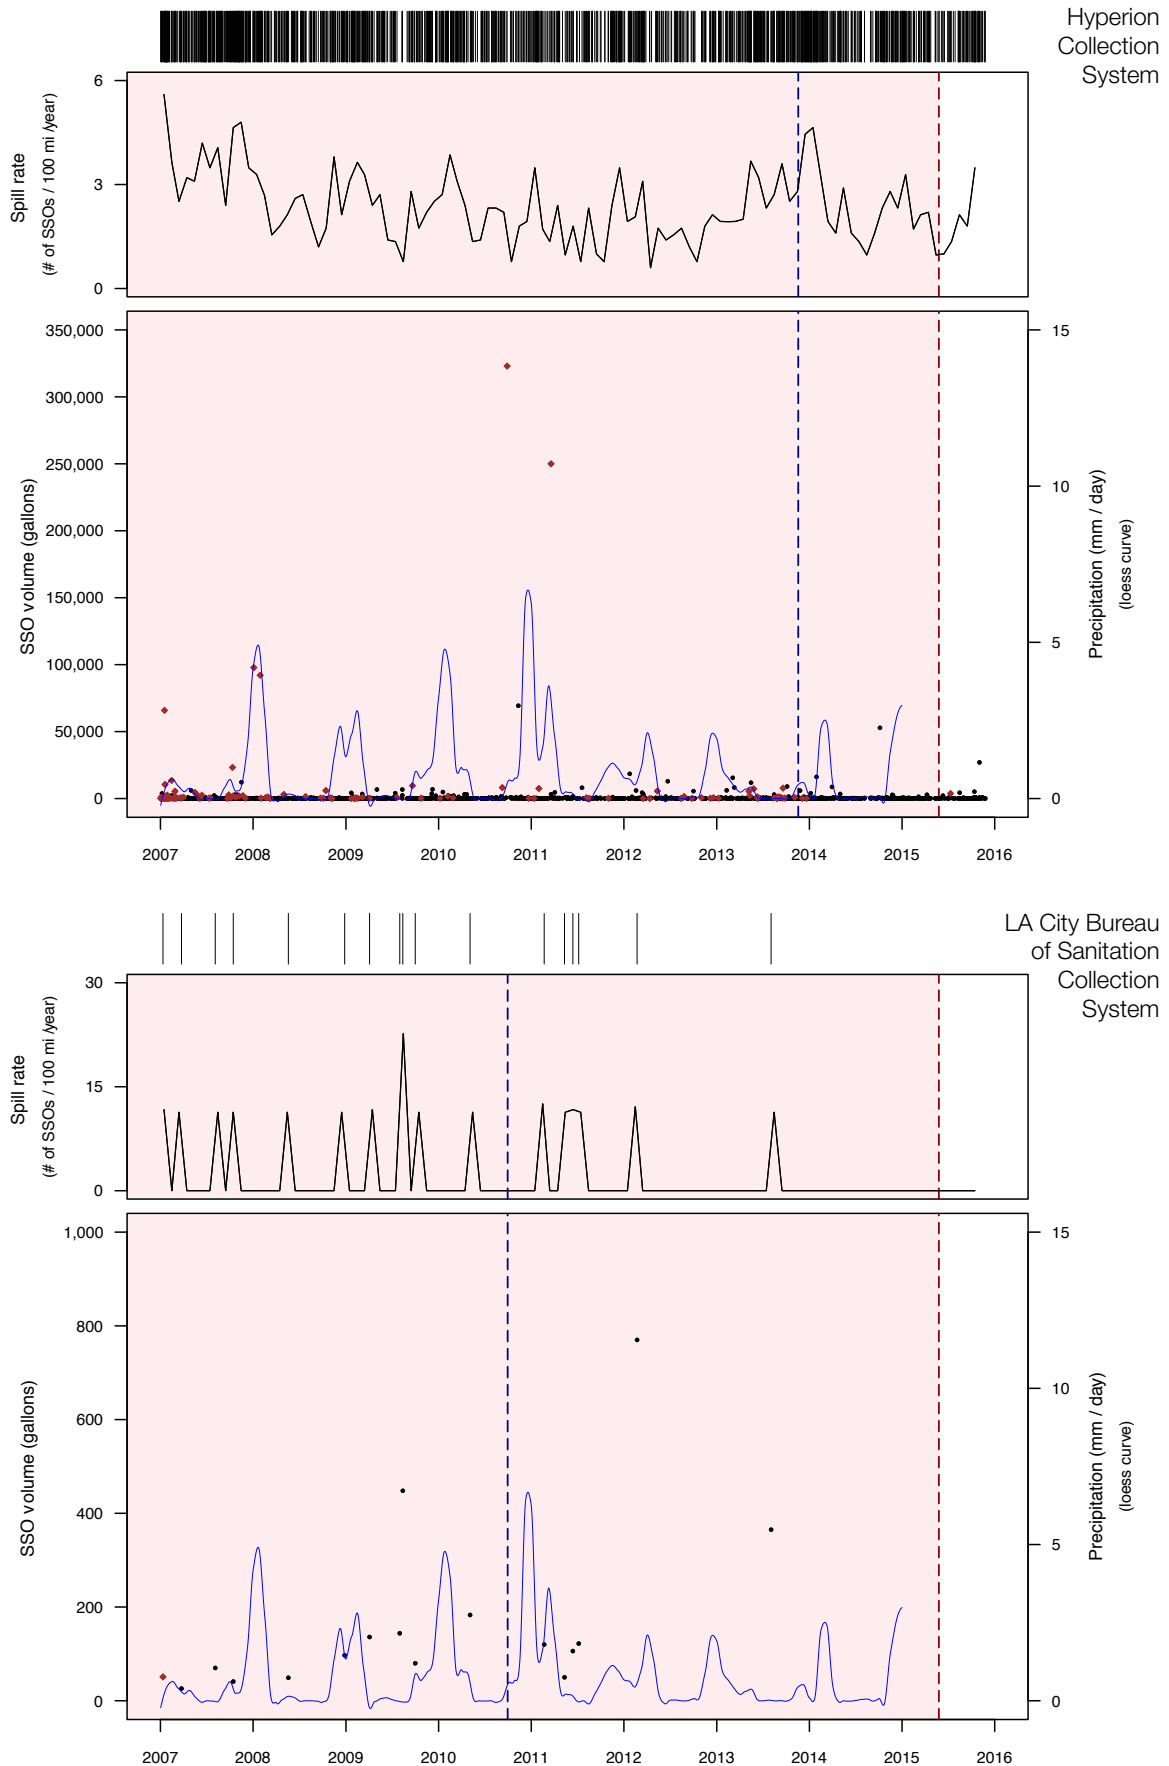 Hyperion
Collection
System
Spill rate
(# of SSOs / 100 mi /year)
6
3
0
SSO volume (gallons)
350,000
300,000
250,000
200,000
150,000
100,000
50,000
0
15
10
5
0
Precipitation (mm / day)
(loess curve)
2007 2008 2009 2010 2011 2012 2013 2014 2015 2016
LA City Bureau
of Sanitation
Collection
System
Spill rate
(# of SSOs / 100 mi /year)
30
15
0
SSO volume (gallons)
1,000
800
600
400
200
0
15
10
5
0
Precipitation (mm / day)
(loess curve)
2007 2008 2009 2010 2011 2012 2013 2014 2015 2016